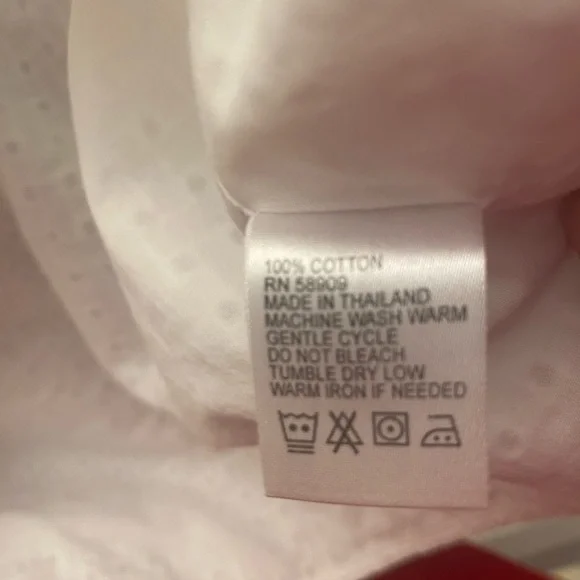 100% COTTON
RN 58909
MADE IN THAILAND
MACHINE WASH WARM
GENTLE CYCLE
DO NOT BLEACH
TUMBLE DRY LOW
WARM IRON IF NEEDED